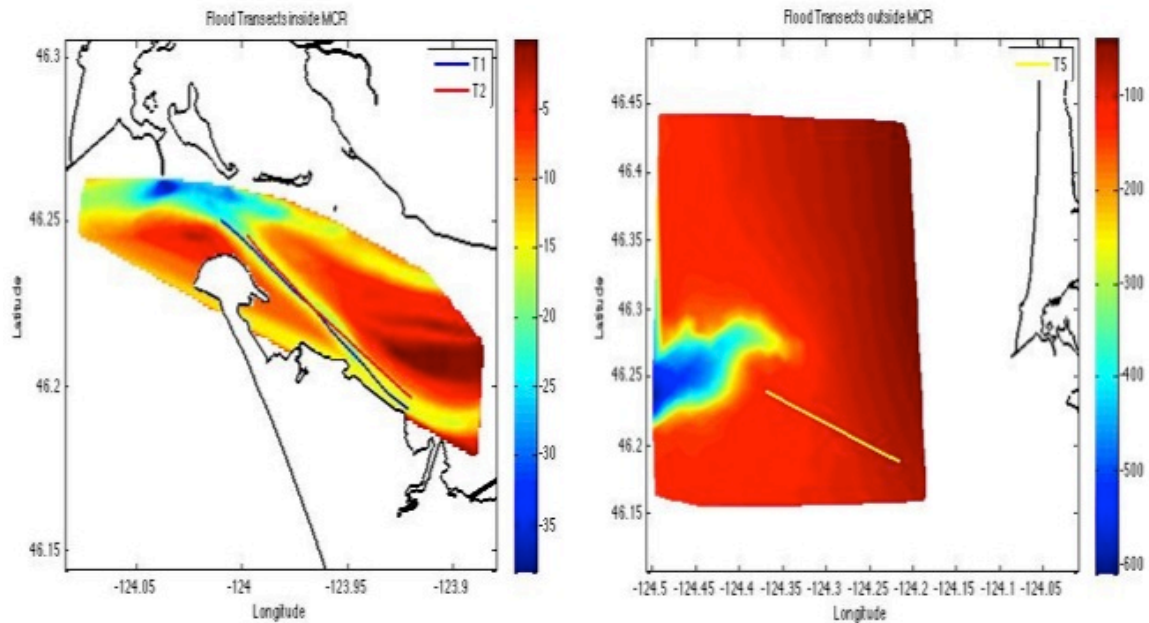 Flood Transects inside MCR
T1
T2
46.3
46.25
46.2
46.15
Latitude
-124.05
-124
-123.95
-123.9
Longitude
-5
-10
-15
-20
-25
-30
-35
Flood Transects outside MCR
T5
46.45
46.4
46.35
46.3
46.25
46.2
46.15
Latitude
-124.5 -124.45 -124.4 -124.35 -124.3 -124.25 -124.2 -124.15 -124.1 -124.05
Longitude
-100
-200
-300
-400
-500
-600